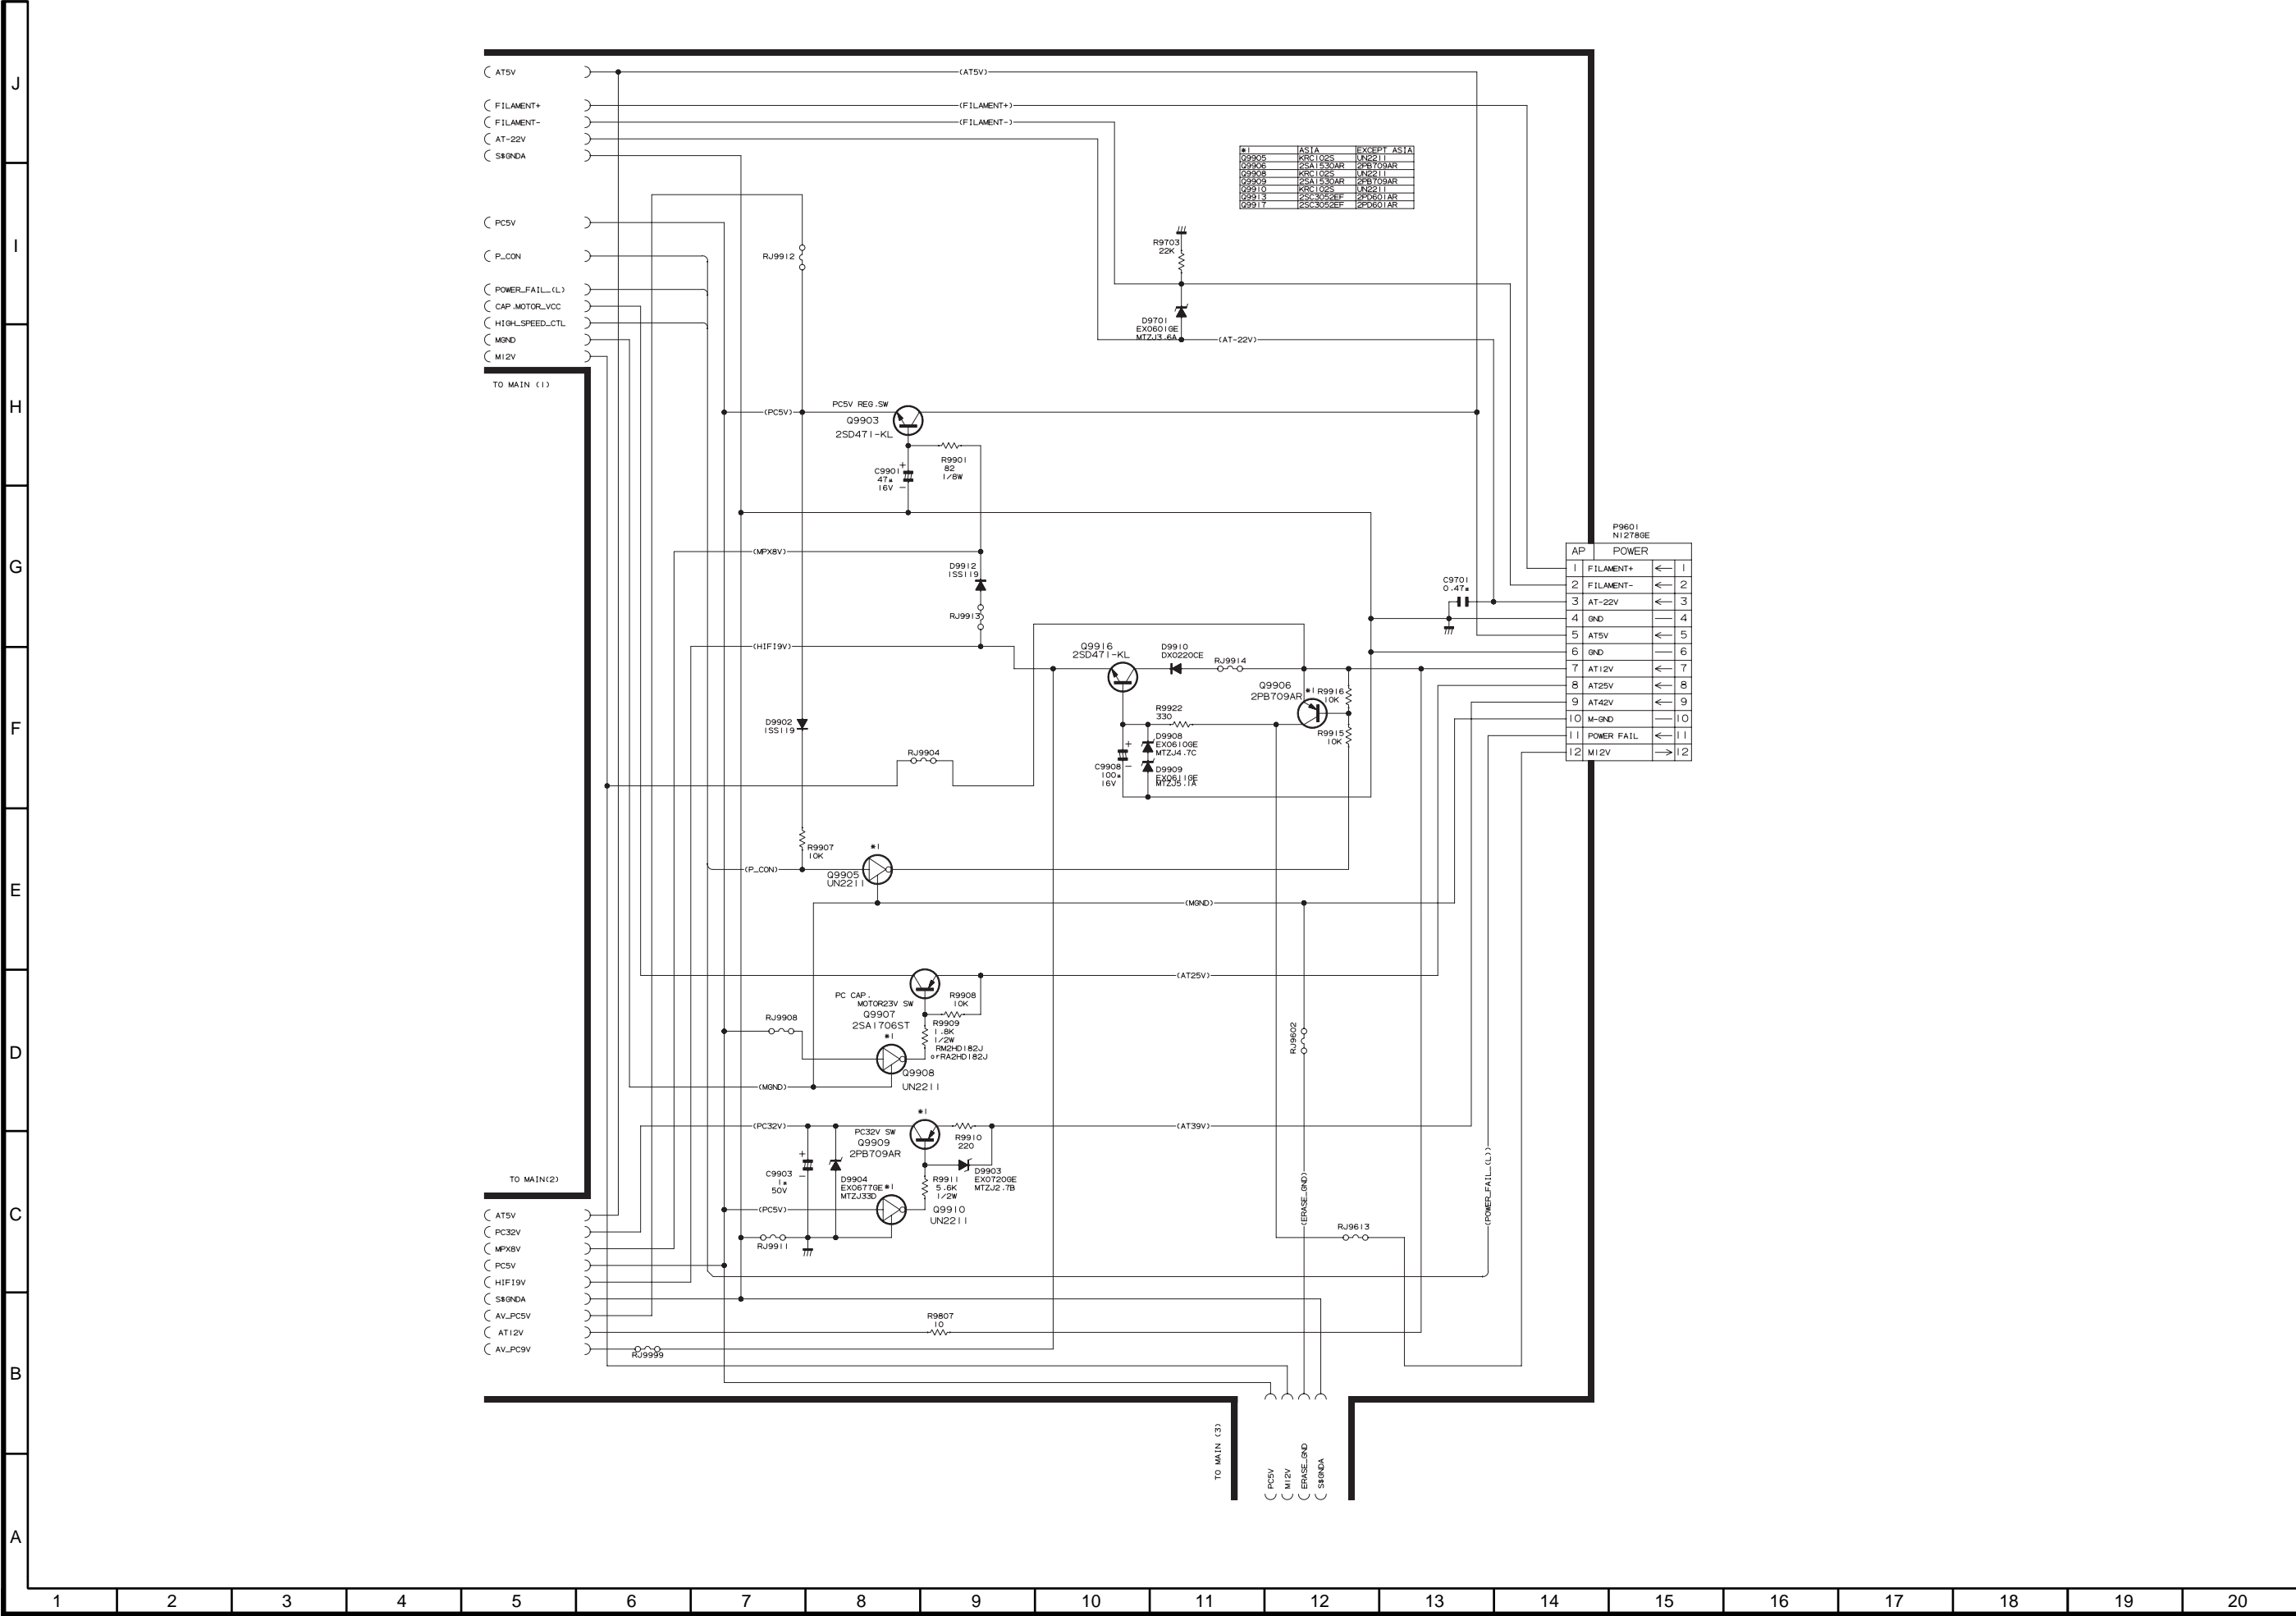 J
I
H
G
F
E
D
C
B
A
AT5V
FILAMENT+
FILAMENT-
AT-22V
S$GNDA
PC5V
P_CON
POWER_FAIL_(L)
CAP.MOTOR_VCC
HIGH_SPEED_CTL
MGND
M12V
TO MAIN (1)
(AT5V)
(FILAMENT+)
(FILAMENT-)
*1 ASIA EXCEPT ASIA
Q9905 KRC102S UN2211
Q9906 2SA1530AR 2PB709AR
Q9908 KRC102S UN2211
Q9909 2SA1530AR 2PB709AR
Q9910 KRC102S UN2211
Q9913 2SC3052EF 2PD601AR
Q9917 2SC3052EF 2PD601AR
RJ9912
R9703
22K
D9701
EX0601GE
MTZJ3.6A
(AT-22V)
(PC5V)
PC5V REG.SW
Q9903
2SD471-KL
C9901
47*
16V
+
-
R9901
82
1/8W
(MPX8V)
D9912
1SS119
RJ9913
(HIFI9V)
Q9916
2SD471-KL
D9910
DX0220CE
RJ9914
Q9906
2PB709AR
*1
R9916
10K
R9915
10K
R9922
330
D9908
EX0610GE
MTZJ4.7C
D9909
EX0611GE
MTZJ5.1A
C9908
100*
16V
+
-
C9701
0.47*
P9601
N1278GE
AP POWER
1 FILAMENT+ ← 1
2 FILAMENT- ← 2
3 AT-22V ← 3
4 GND — 4
5 AT5V ← 5
6 GND — 6
7 AT12V ← 7
8 AT25V ← 8
9 AT42V ← 9
10 M-GND — 10
11 POWER FAIL ← 11
12 M12V → 12
D9902
1SS119
RJ9904
R9907
10K
(P_CON)
*1
Q9905
UN2211
(MGND)
(AT25V)
PC CAP.
MOTOR23V SW
Q9907
2SA1706ST
R9908
10K
R9909
1.8K
1/2W
RM2HD182J
orRA2HD182J
RJ9908
*1
Q9908
UN2211
(MGND)
RJ9602
(PC32V)
PC32V SW
Q9909
2PB709AR
*1
R9910
220
(AT39V)
C9903
1*
50V
+
-
D9904
EX0677GE
MTZJ33D
*1
R9911
5.6K
1/2W
D9903
EX0720GE
MTZJ2.7B
Q9910
UN2211
(PC5V)
RJ9911
(ERASE_GND)
RJ9613
(POWER_FAIL_(L))
TO MAIN(2)
AT5V
PC32V
MPX8V
PC5V
HIFI9V
S$GNDA
AV_PC5V
AT12V
AV_PC9V
RJ9999
R9807
10
TO MAIN (3)
PC5V
M12V
ERASE_GND
S$GNDA
1 2 3 4 5 6 7 8 9 10 11 12 13 14 15 16 17 18 19 20